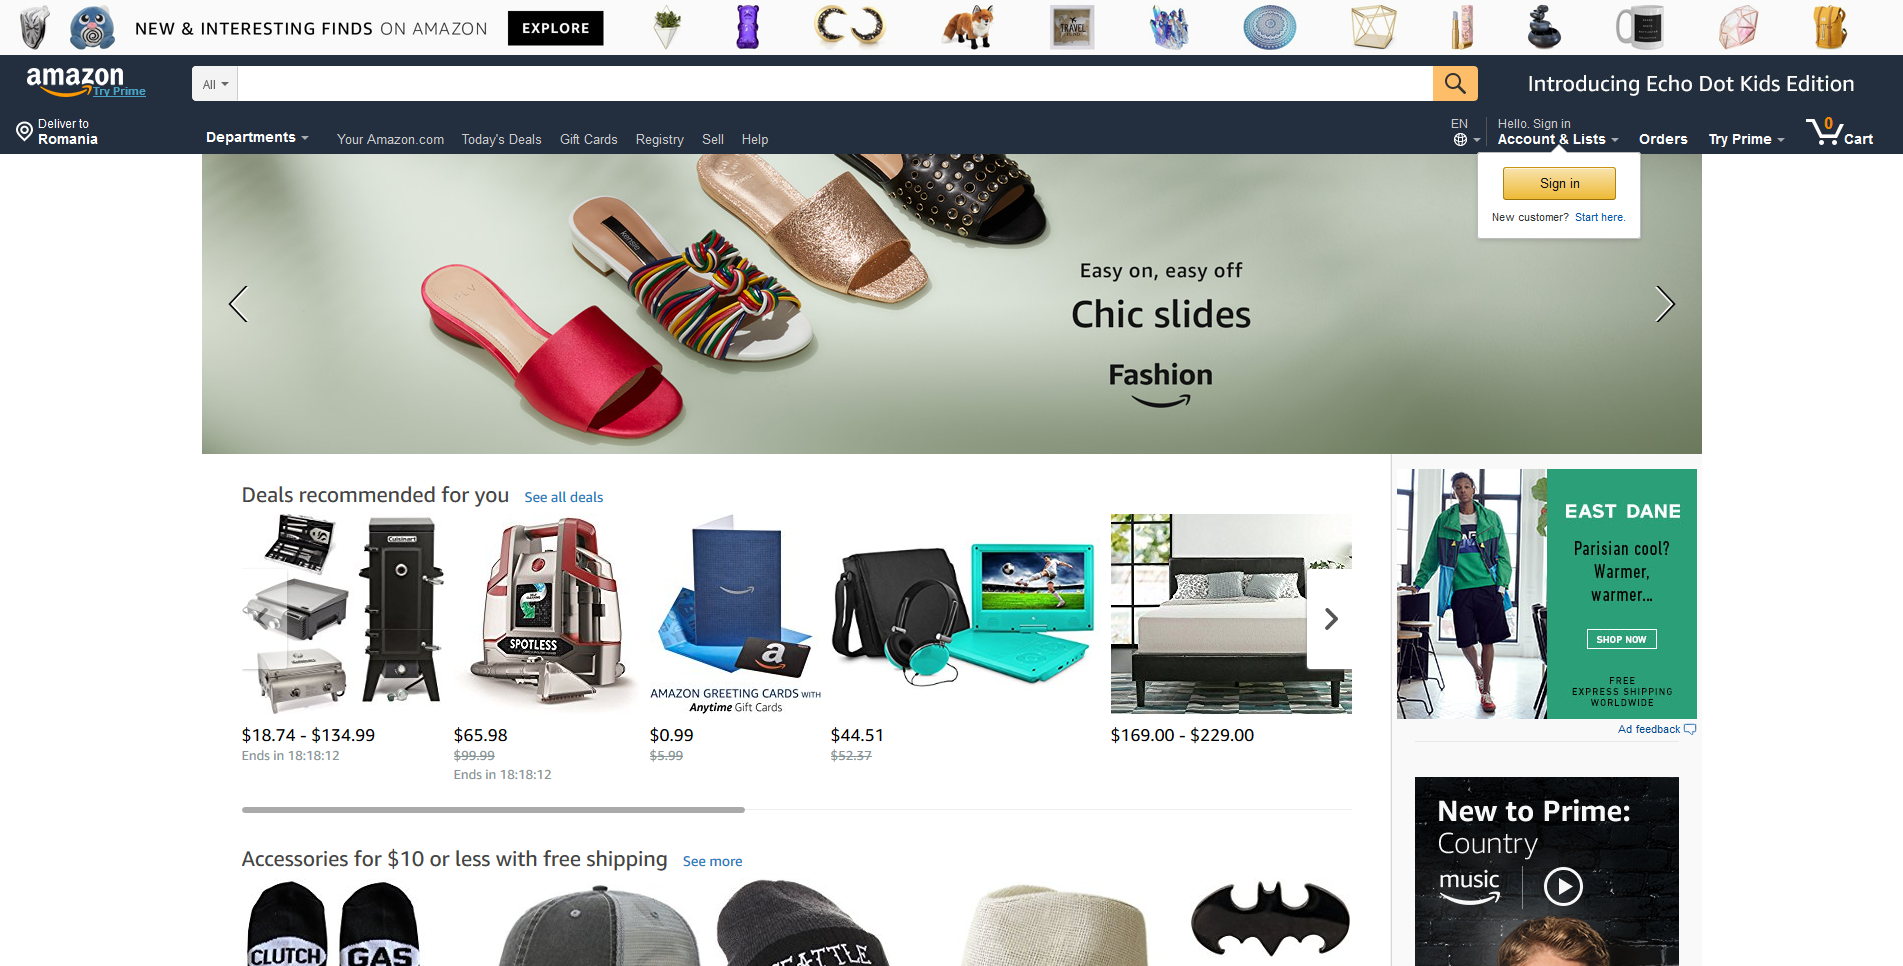 NEW & INTERESTING FINDS ON AMAZON EXPLORE
TRAVEL
amazon
Try Prime
All
Introducing Echo Dot Kids Edition
Deliver to
Romania
Departments
Your Amazon.com Today's Deals Gift Cards Registry Sell Help
EN
Hello. Sign in
Account & Lists
Orders
Try Prime
0
Cart
Sign in
New customer? Start here.
kensie
Easy on, easy off
Chic slides
Fashion
Deals recommended for you See all deals
Cuisinart
SPOTLESS
a
AMAZON GREETING CARDS WITH
Anytime Gift Cards
$18.74 - $134.99
Ends in 18:18:12
$65.98
$99.99
Ends in 18:18:12
$0.99
$5.99
$44.51
$52.37
$169.00 - $229.00
EAST DANE
Parisian cool?
Warmer,
warmer...
SHOP NOW
FREE
EXPRESS SHIPPING
WORLDWIDE
Ad feedback
Accessories for $10 or less with free shipping See more
CLUTCH
GAS
SEATTLE
New to Prime:
Country
music